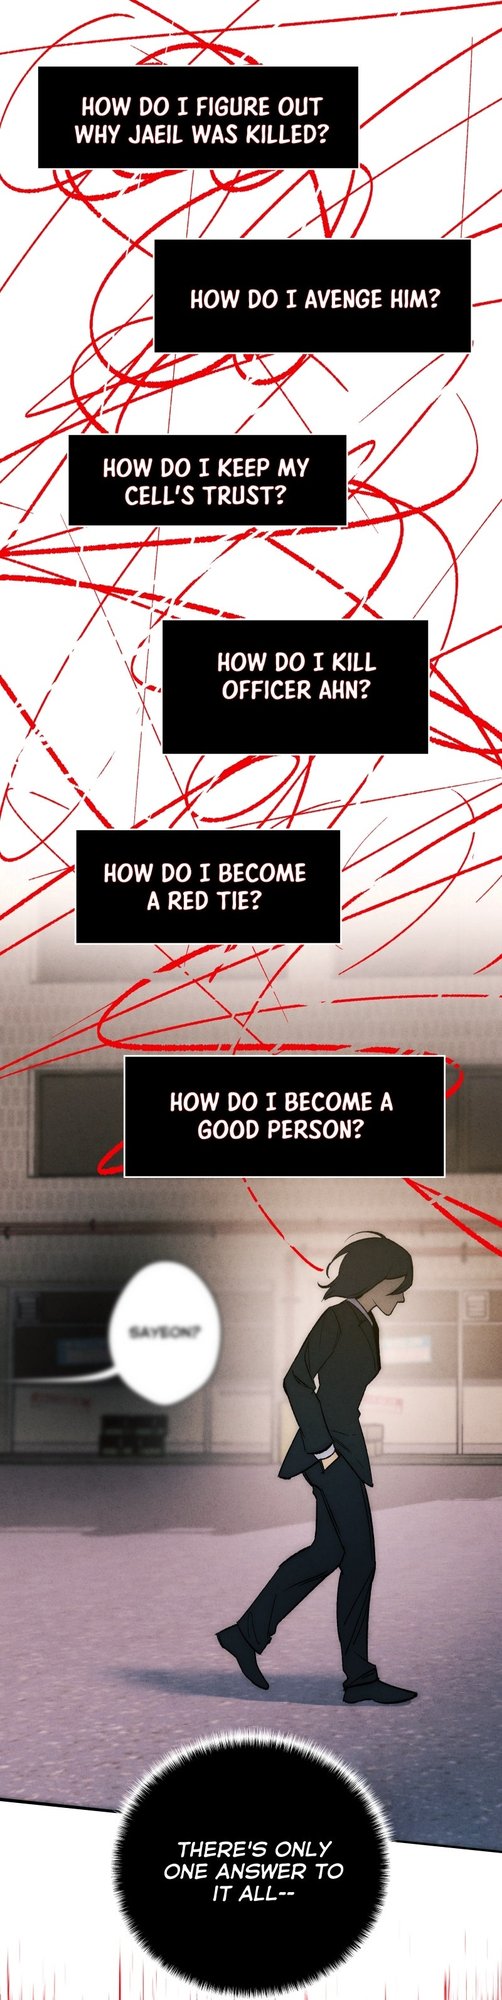 HOW DO I FIGURE OUT
WHY JAEIL WAS KILLED?
HOW DO I AVENGE HIM?
HOW DO I KEEP MY
CELL'S TRUST?
HOW DO I KILL
OFFICER AHN?
HOW DO I BECOME
A RED TIE?
HOW DO I BECOME A
GOOD PERSON?
SAYEON?
THERE'S ONLY
ONE ANSWER TO
IT ALL--